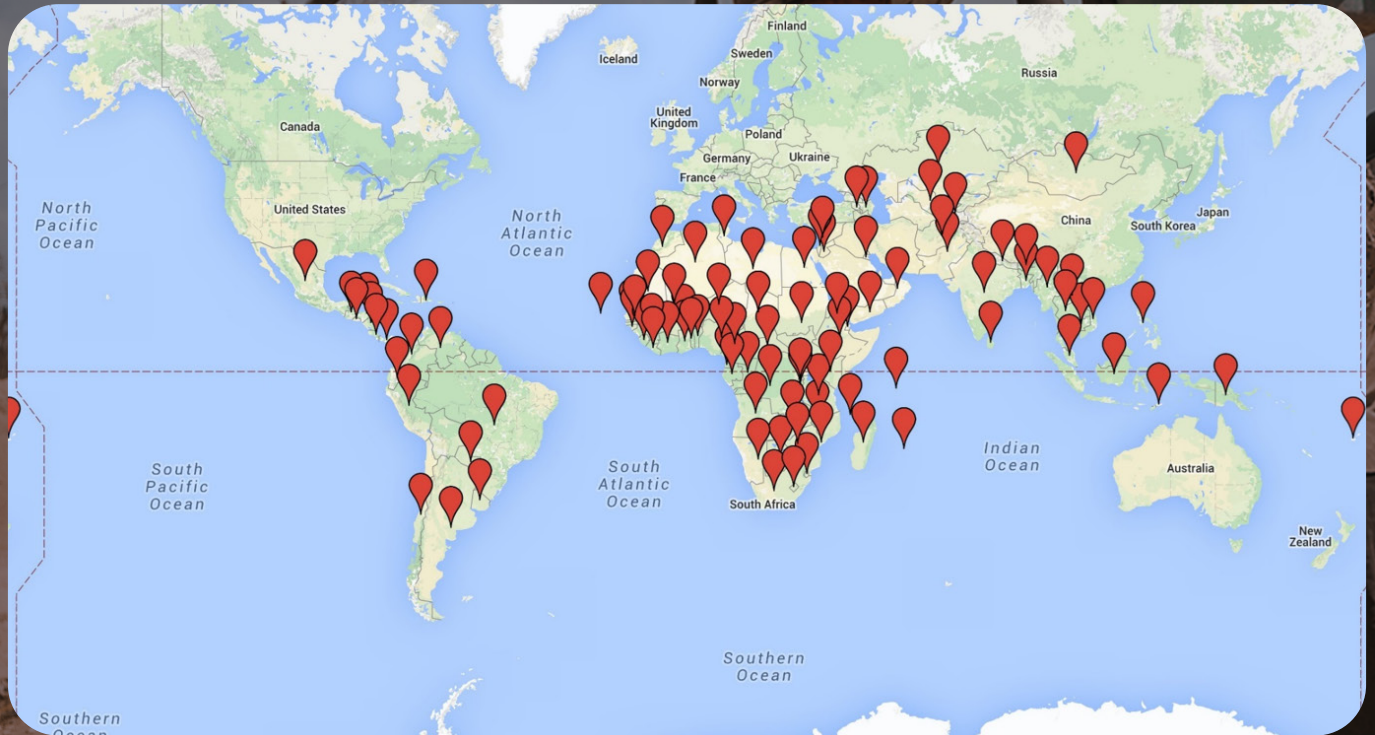 Finland
Iceland
Sweden
Norway
Russia
United
Kingdom
Canada
Poland
Germany
Ukraine
France
United States
North
Pacific
Ocean
North
Atlantic
Ocean
China
Japan
South Korea
South
Pacific
Ocean
South
Atlantic
Ocean
Indian
Ocean
Australia
South Africa
New
Zealand
Southern
Ocean
Southern
Ocean